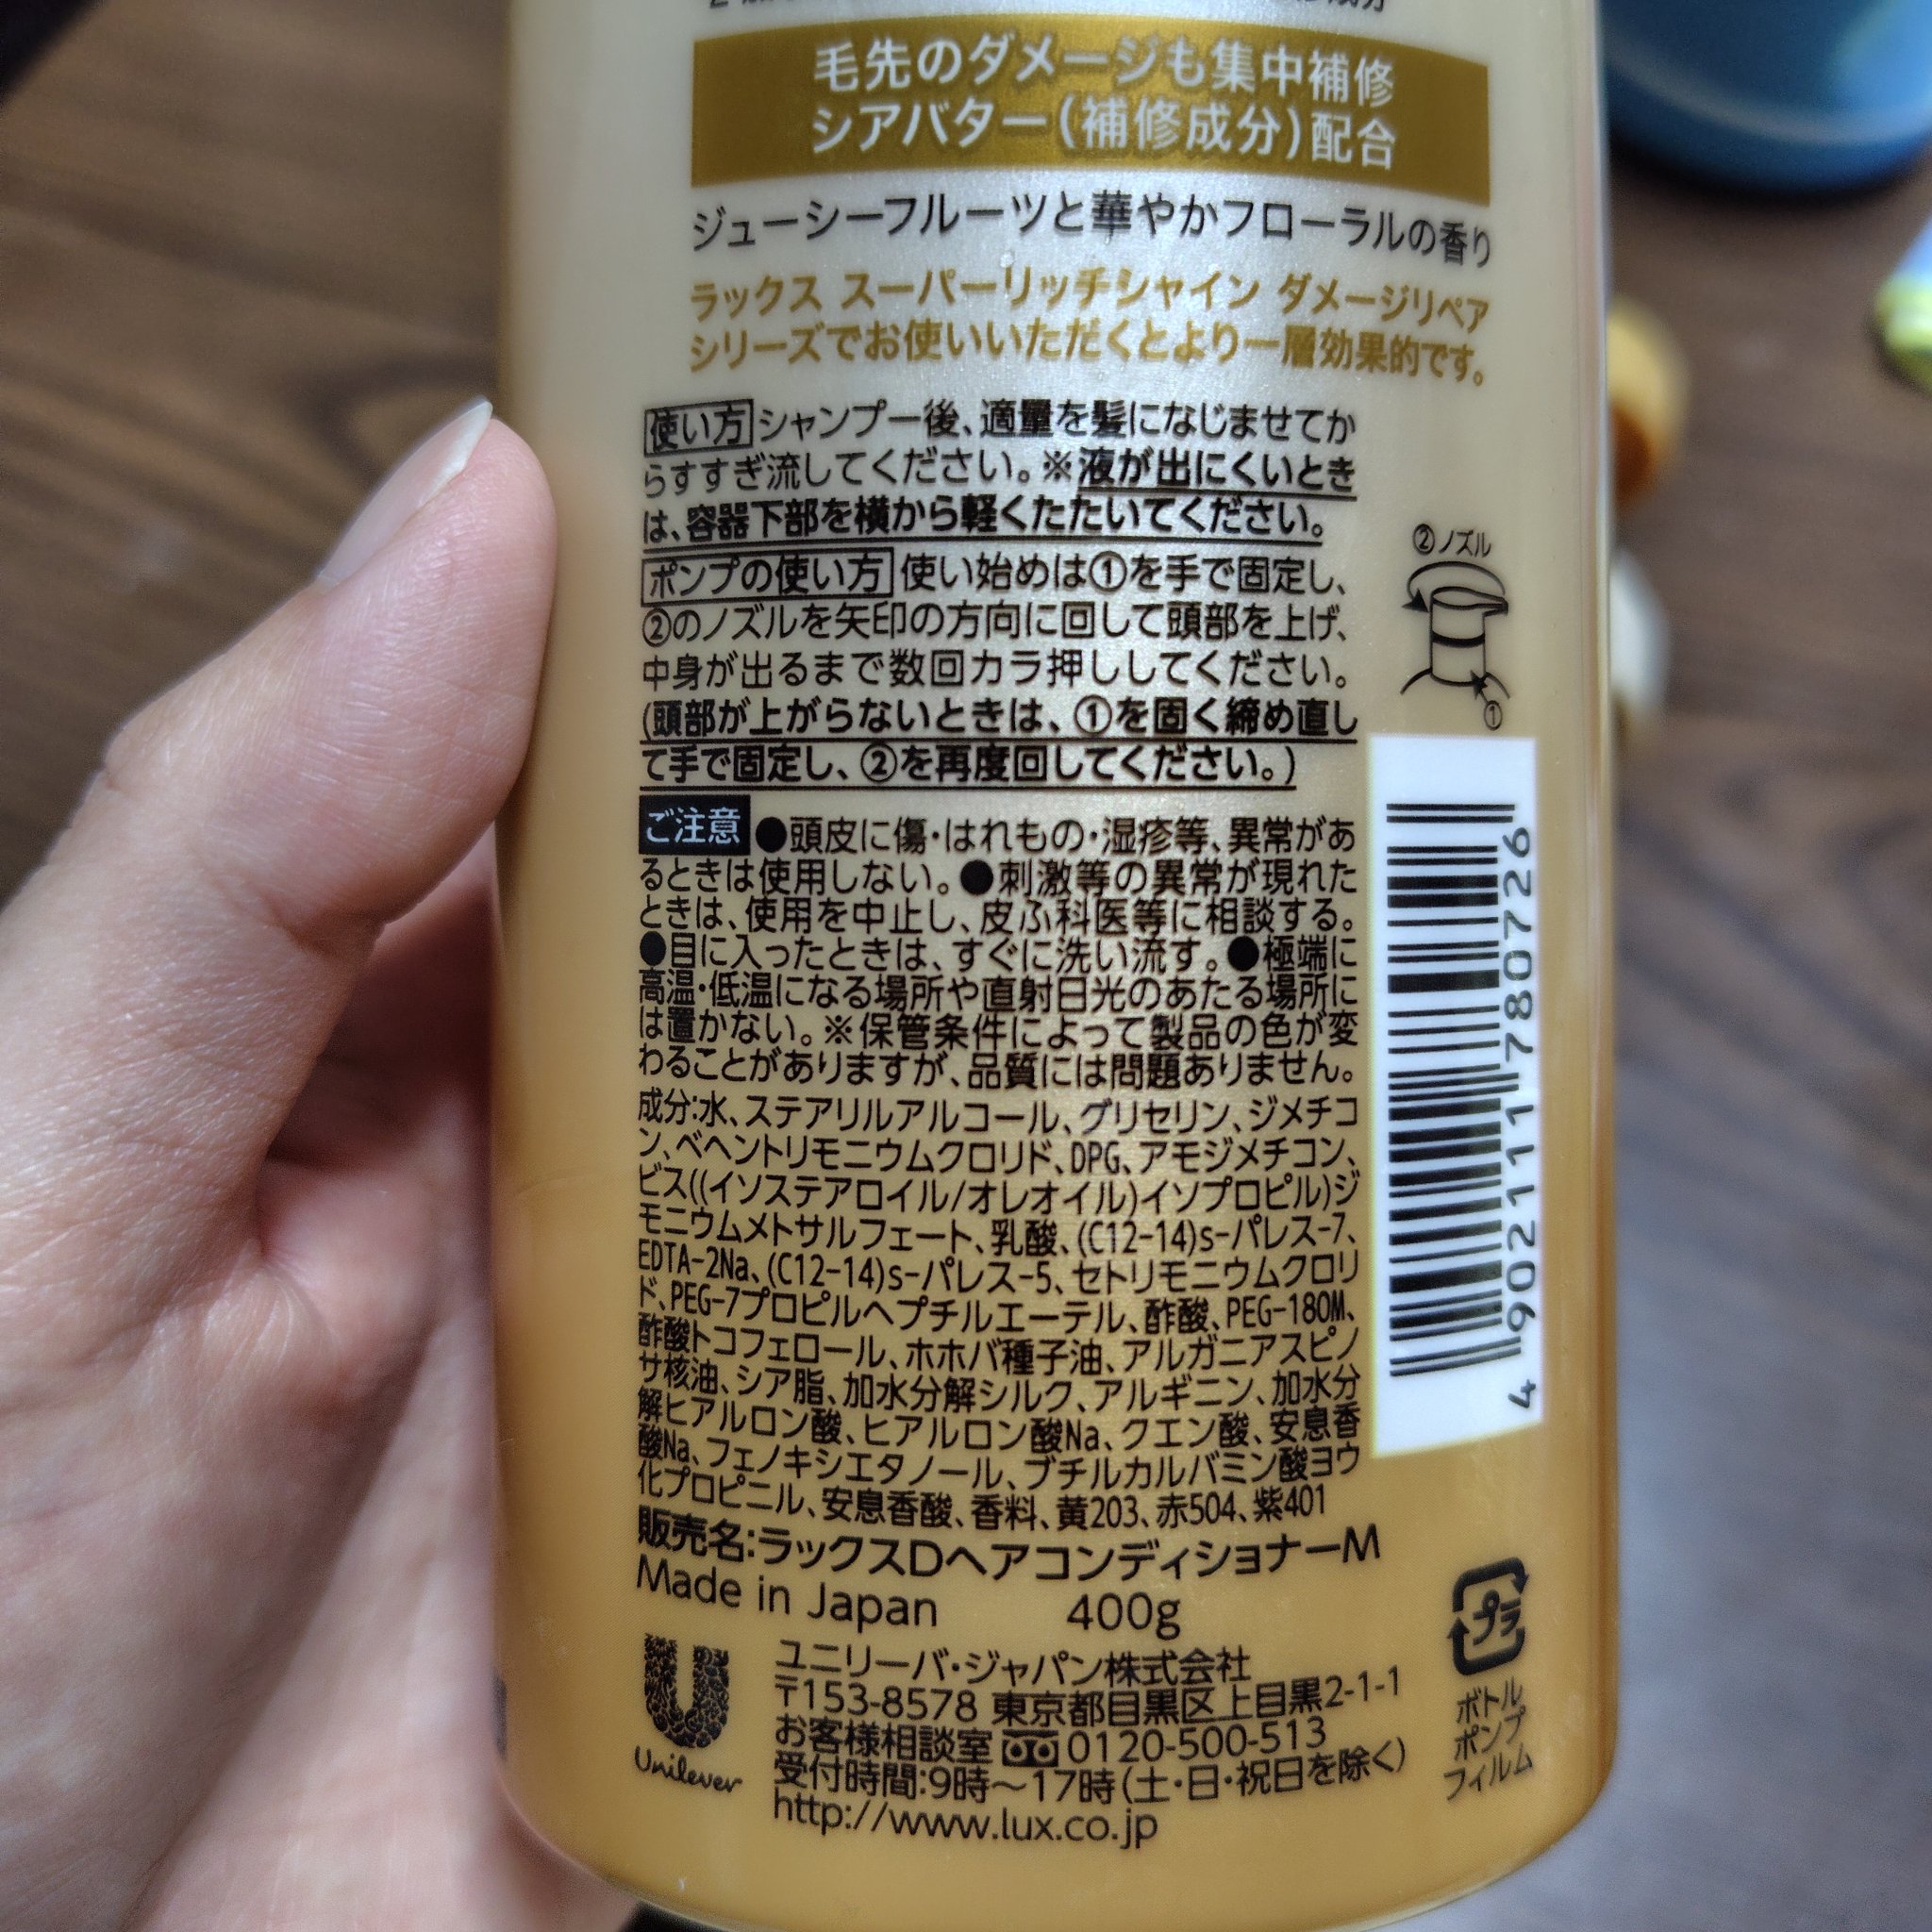 毛先のダメージも集中補修
シアバター(補修成分)配合
ジューシーフルーツと華やかフローラルの香り
ラックス スーパーリッチシャイン ダメージリペア
シリーズでお使いいただくとより一層効果的です。
使い方 シャンプー後、適量を髪になじませてか
らすすぎ流してください。※液が出にくいとき
は、容器下部を横から軽くたたいてください。
ポンプの使い方 使い始めは①を手で固定し、
②のノズルを矢印の方向に回して頭部を上げ、
中身が出るまで数回カラ押ししてください。
(頭部が上がらないときは、①を固く締め直し
て手で固定し、②を再度回してください。)
②ノズル
①
ご注意 ●頭皮に傷・はれもの・湿疹等、異常があ
るときは使用しない。●刺激等の異常が現れた
ときは、使用を中止し、皮ふ科医等に相談する。
●目に入ったときは、すぐに洗い流す。●極端に
高温・低温になる場所や直射日光のあたる場所に
は置かない。※保管条件によって製品の色が変
わることがありますが、品質には問題ありません。
成分:水、ステアリルアルコール、グリセリン、ジメチコ
ン、ベヘントリモニウムクロリド、DPG、アモジメチコン、
ビス((イソステアロイル/オレオイル)イソプロピル)ジ
モニウムメトサルフェート、乳酸、(C12-14)s-パレス-7、
EDTA-2Na、(C12-14)s-パレス-5、セトリモニウムクロリ
ド、PEG-7プロピルヘプチルエーテル、酢酸、PEG-180M、
酢酸トコフェロール、ホホバ種子油、アルガニアスピノ
サ核油、シア脂、加水分解シルク、アルギニン、加水分
解ヒアルロン酸、ヒアルロン酸Na、クエン酸、安息香
酸Na、フェノキシエタノール、ブチルカルバミン酸ヨウ
化プロピニル、安息香酸、香料、黄203、赤504、紫401
販売名:ラックスDヘアコンディショナーM
Made in Japan 400g
4 902111 780726
Unilever
ユニリーバ・ジャパン株式会社
〒153-8578 東京都目黒区上目黒2-1-1
お客様相談室 0120-500-513
受付時間:9時～17時(土・日・祝日を除く)
http://www.lux.co.jp
プラ
ボトル
ポンプ
フィルム